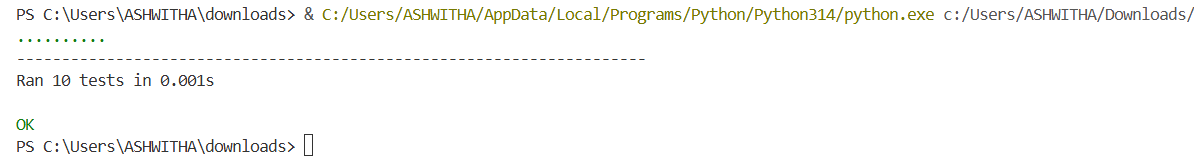 PS C:\Users\ASHWITHA\downloads> & C:/Users/ASHWITHA/AppData/Local/Programs/Python/Python314/python.exe c:/Users/ASHWITHA/Downloads/
..........
----------------------------------------------------------------------
Ran 10 tests in 0.001s
OK
PS C:\Users\ASHWITHA\downloads>